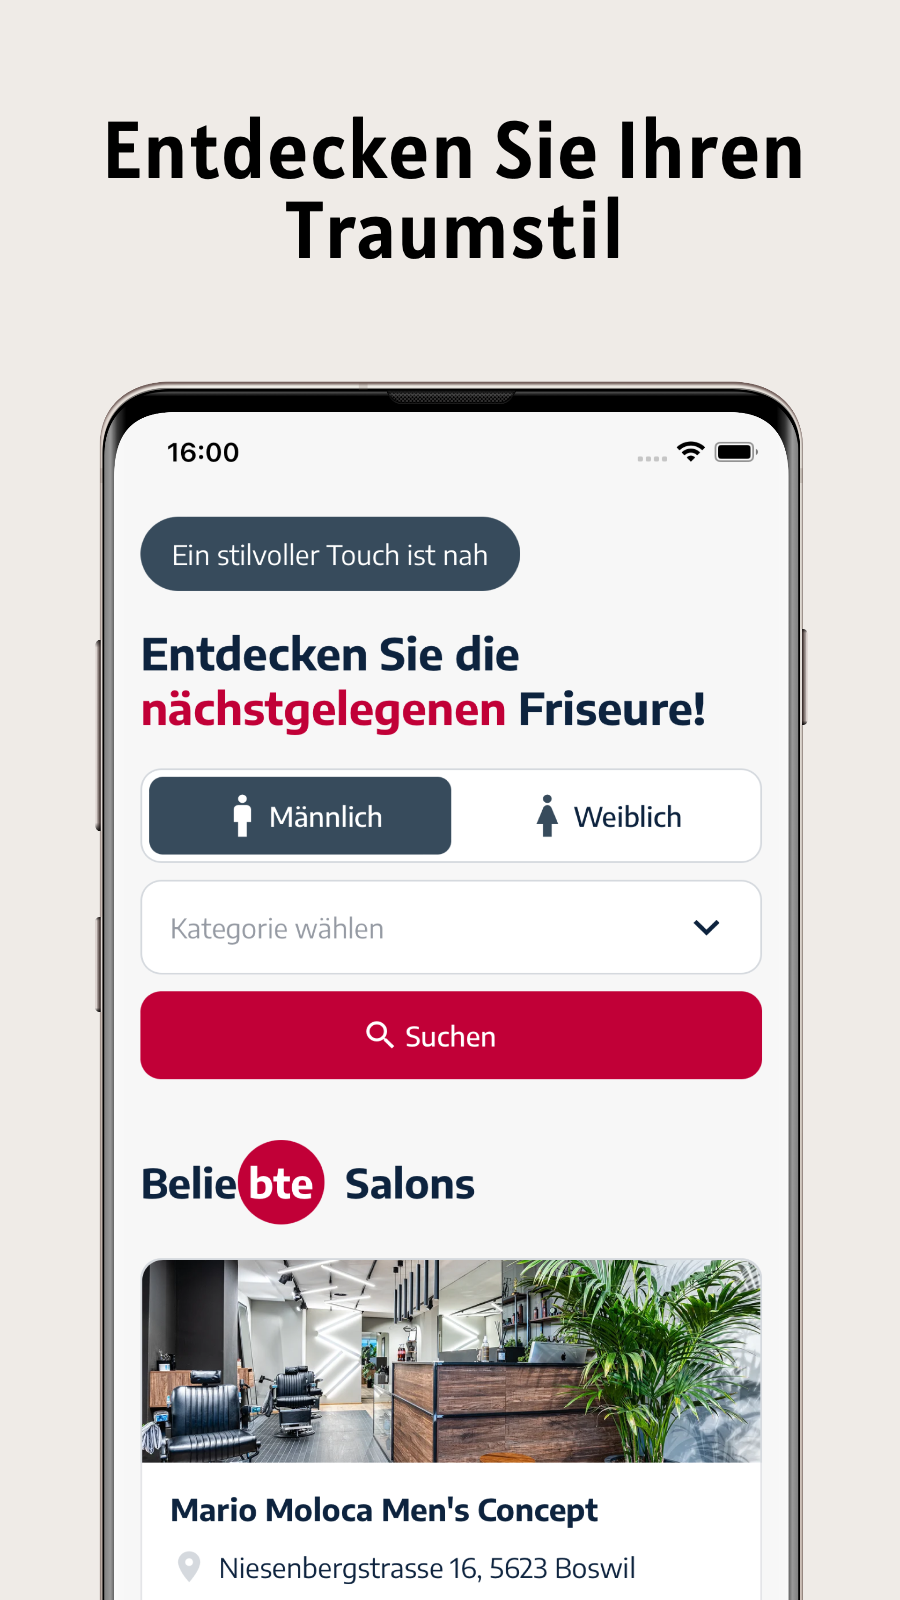 Entdecken Sie Ihren
Traumstil
16:00
Ein stilvoller Touch ist nah
Entdecken Sie die
nächstgelegenen Friseure!
Männlich
Weiblich
Kategorie wählen
Suchen
Beliebte Salons
Mario Moloca Men's Concept
Niesenbergstrasse 16, 5623 Boswil